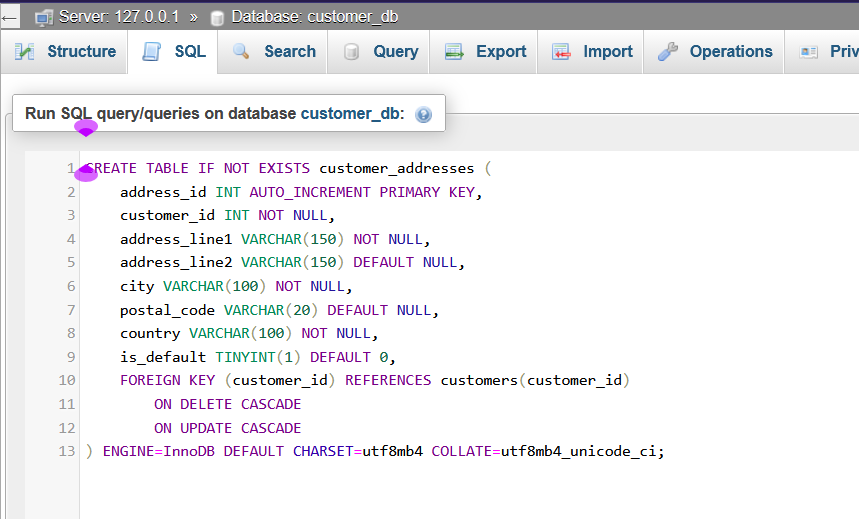 ← Server: 127.0.0.1 » Database: customer_db
Structure SQL Search Query Export Import Operations Priv
Run SQL query/queries on database customer_db:
1 CREATE TABLE IF NOT EXISTS customer_addresses (
2 address_id INT AUTO_INCREMENT PRIMARY KEY,
3 customer_id INT NOT NULL,
4 address_line1 VARCHAR(150) NOT NULL,
5 address_line2 VARCHAR(150) DEFAULT NULL,
6 city VARCHAR(100) NOT NULL,
7 postal_code VARCHAR(20) DEFAULT NULL,
8 country VARCHAR(100) NOT NULL,
9 is_default TINYINT(1) DEFAULT 0,
10 FOREIGN KEY (customer_id) REFERENCES customers(customer_id)
11 ON DELETE CASCADE
12 ON UPDATE CASCADE
13 ) ENGINE=InnoDB DEFAULT CHARSET=utf8mb4 COLLATE=utf8mb4_unicode_ci;